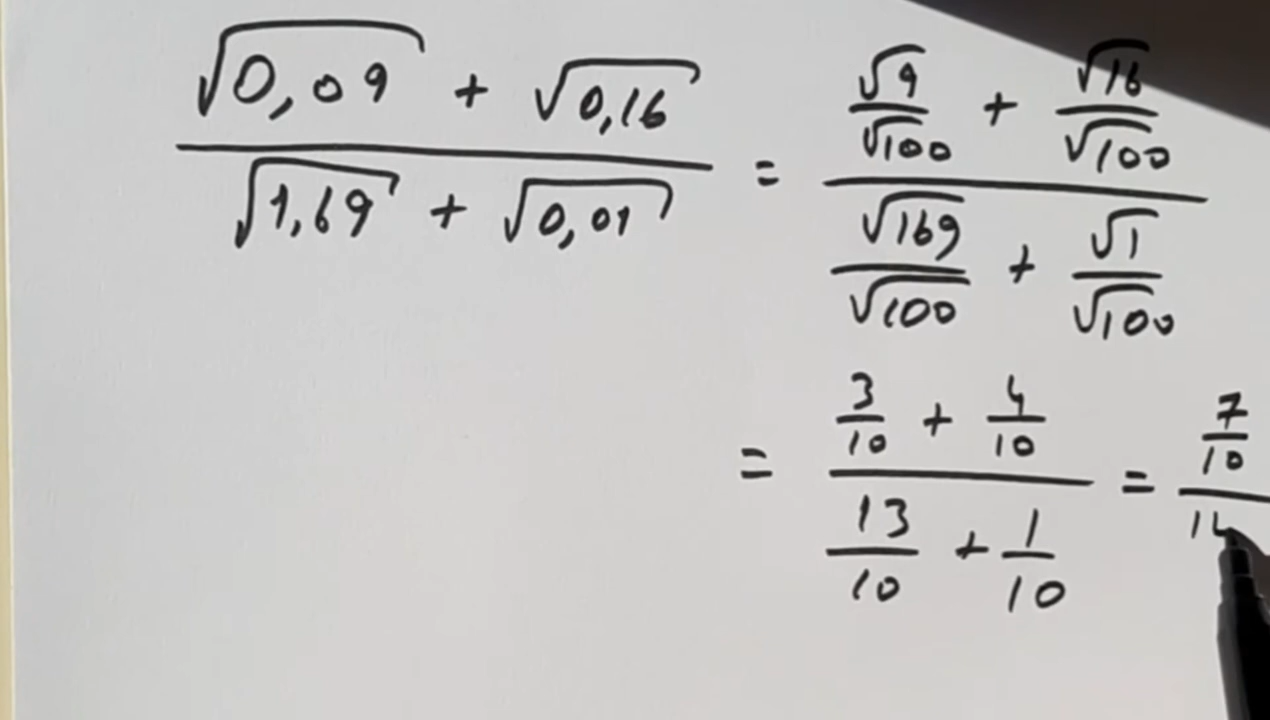 √0,09 + √0,16 / √1,69 + √0,01 = √9/√100 + √16/√100 / √169/√100 + √1/√100
= 3/10 + 4/10 / 13/10 + 1/10 = 7/10 / 14